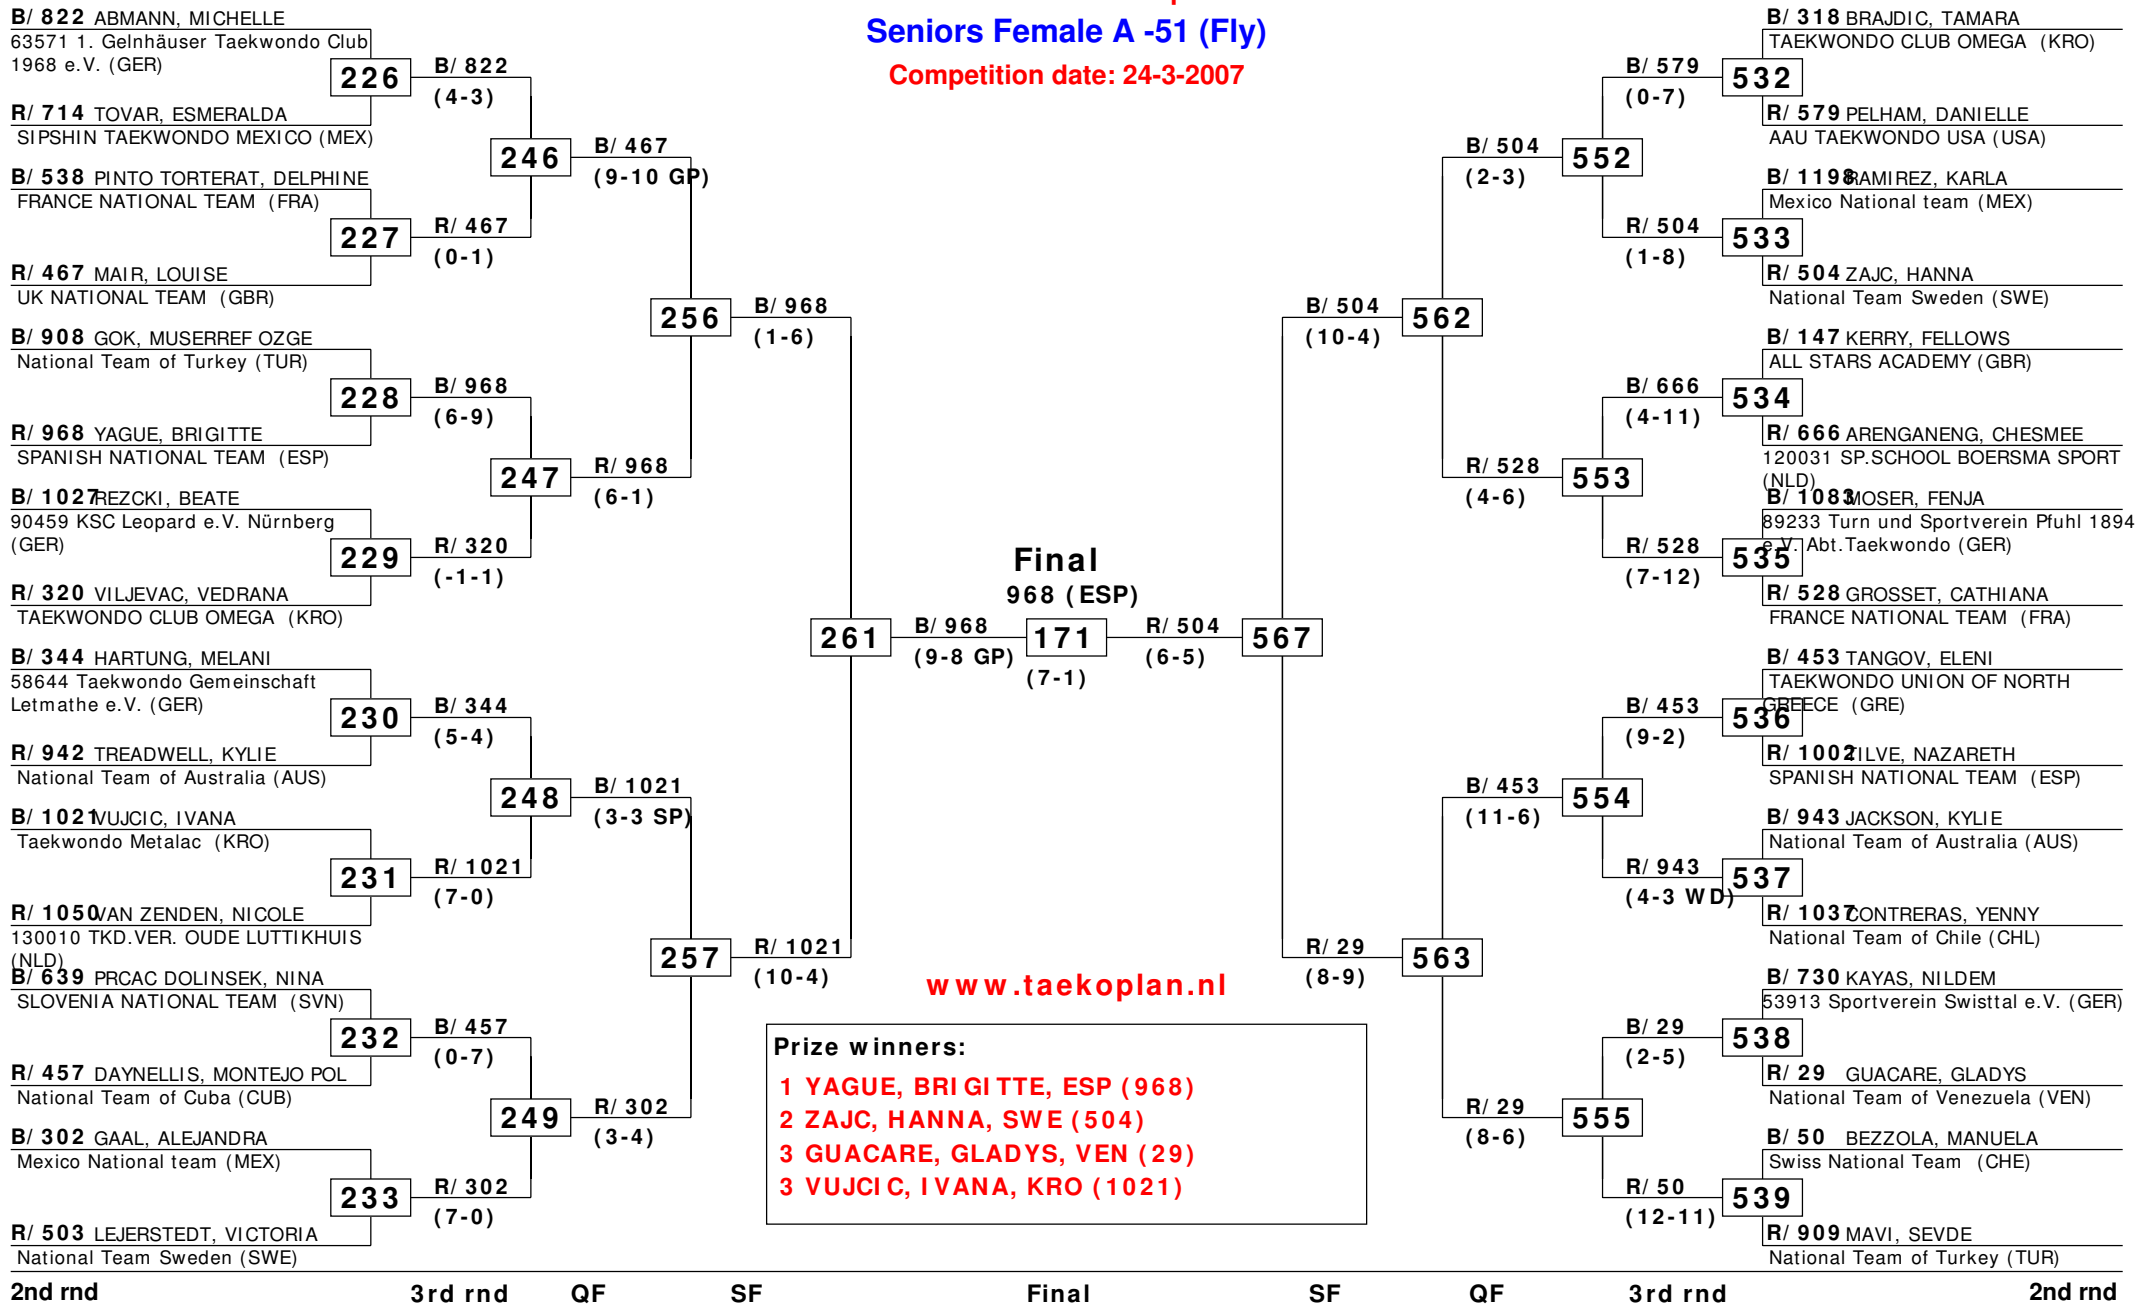 Seniors Female A -51 (Fly)
Competition date: 24-3-2007
B/ 822 ABMANN, MICHELLE
63571 1. Gelnhäuser Taekwondo Club
1968 e.V. (GER)
226
R/ 714 TOVAR, ESMERALDA
SIPSHIN TAEKWONDO MEXICO (MEX)
B/ 538 PINTO TORTERAT, DELPHINE
FRANCE NATIONAL TEAM (FRA)
227
R/ 467 MAIR, LOUISE
UK NATIONAL TEAM (GBR)
B/ 908 GOK, MUSERREF OZGE
National Team of Turkey (TUR)
228
R/ 968 YAGUE, BRIGITTE
SPANISH NATIONAL TEAM (ESP)
B/ 1027 REZCKI, BEATE
90459 KSC Leopard e.V. Nürnberg
(GER)
229
R/ 320 VILJEVAC, VEDRANA
TAEKWONDO CLUB OMEGA (KRO)
B/ 344 HARTUNG, MELANI
58644 Taekwondo Gemeinschaft
Letmathe e.V. (GER)
230
R/ 942 TREADWELL, KYLIE
National Team of Australia (AUS)
B/ 1021 VUJCIC, IVANA
Taekwondo Metalac (KRO)
231
R/ 1050 VAN ZENDEN, NICOLE
130010 TKD.VER. OUDE LUTTIKHUIS
(NLD)
B/ 639 PRCAC DOLINSEK, NINA
SLOVENIA NATIONAL TEAM (SVN)
232
R/ 457 DAYNELLIS, MONTEJO POL
National Team of Cuba (CUB)
B/ 302 GAAL, ALEJANDRA
Mexico National team (MEX)
233
R/ 503 LEJERSTEDT, VICTORIA
National Team Sweden (SWE)
B/ 822
(4-3)
246
R/ 467
(0-1)
B/ 968
(6-9)
247
R/ 320
(-1-1)
B/ 344
(5-4)
248
R/ 1021
(7-0)
B/ 457
(0-7)
249
R/ 302
(7-0)
B/ 467
(9-10 GP)
256
R/ 968
(6-1)
B/ 1021
(3-3 SP)
257
R/ 302
(3-4)
B/ 968
(1-6)
261
R/ 1021
(10-4)
Final
968 (ESP)
B/ 968
(9-8 GP)
171
(7-1)
R/ 504
(6-5)
567
B/ 504
(10-4)
562
R/ 29
(8-9)
563
B/ 504
(2-3)
552
R/ 528
(4-6)
553
B/ 453
(11-6)
554
R/ 29
(8-6)
555
B/ 579
(0-7)
532
R/ 504
(1-8)
533
B/ 666
(4-11)
534
R/ 528
(7-12)
535
B/ 453
(9-2)
536
R/ 943
(4-3 WD)
537
B/ 29
(2-5)
538
R/ 50
(12-11)
539
B/ 318 BRAJDIC, TAMARA
TAEKWONDO CLUB OMEGA (KRO)
R/ 579 PELHAM, DANIELLE
AAU TAEKWONDO USA (USA)
B/ 1198 RAMIREZ, KARLA
Mexico National team (MEX)
R/ 504 ZAJC, HANNA
National Team Sweden (SWE)
B/ 147 KERRY, FELLOWS
ALL STARS ACADEMY (GBR)
R/ 666 ARENGANENG, CHESMEE
120031 SP.SCHOOL BOERSMA SPORT
(NLD)
B/ 1083 MOSER, FENJA
89233 Turn und Sportverein Pfuhl 1894
e.V. Abt.Taekwondo (GER)
R/ 528 GROSSET, CATHIANA
FRANCE NATIONAL TEAM (FRA)
B/ 453 TANGOV, ELENI
TAEKWONDO UNION OF NORTH
GREECE (GRE)
R/ 1002 TILVE, NAZARETH
SPANISH NATIONAL TEAM (ESP)
B/ 943 JACKSON, KYLIE
National Team of Australia (AUS)
R/ 1037 CONTRERAS, YENNY
National Team of Chile (CHL)
B/ 730 KAYAS, NILDEM
53913 Sportverein Swisttal e.V. (GER)
R/ 29 GUACARE, GLADYS
National Team of Venezuela (VEN)
B/ 50 BEZZOLA, MANUELA
Swiss National Team (CHE)
R/ 909 MAVI, SEVDE
National Team of Turkey (TUR)
www.taekoplan.nl
Prize winners:
1 YAGUE, BRIGITTE, ESP (968)
2 ZAJC, HANNA, SWE (504)
3 GUACARE, GLADYS, VEN (29)
3 VUJCIC, IVANA, KRO (1021)
2nd rnd 3rd rnd QF SF Final SF QF 3rd rnd 2nd rnd